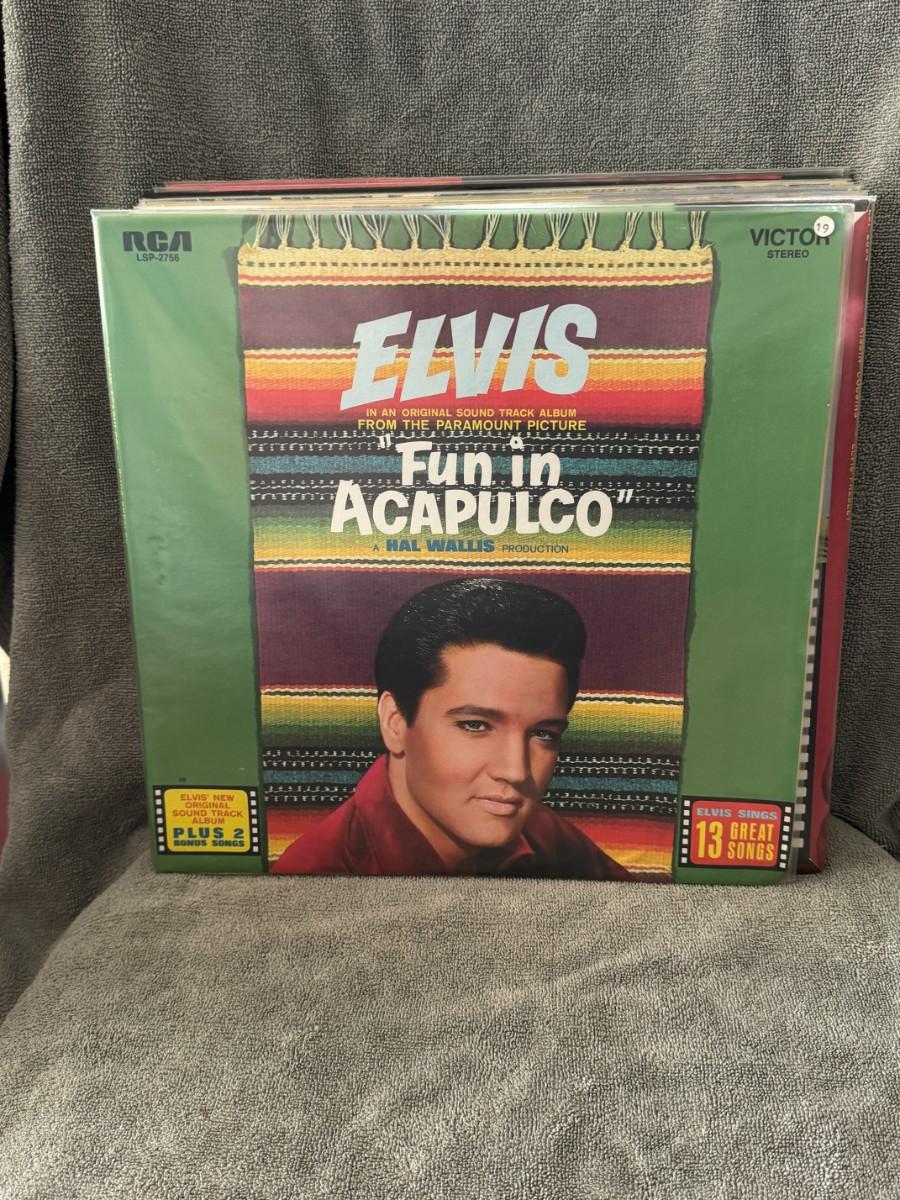 RCA
LSP-2756
VICTOR
STEREO
19
ELVIS
IN AN ORIGINAL SOUND TRACK ALBUM
FROM THE PARAMOUNT PICTURE
"Fun in
ACAPULCO"
A HAL WALLIS PRODUCTION
ELVIS' NEW
ORIGINAL
SOUND TRACK
ALBUM
PLUS 2
BONUS SONGS
ELVIS SINGS
13 GREAT
SONGS